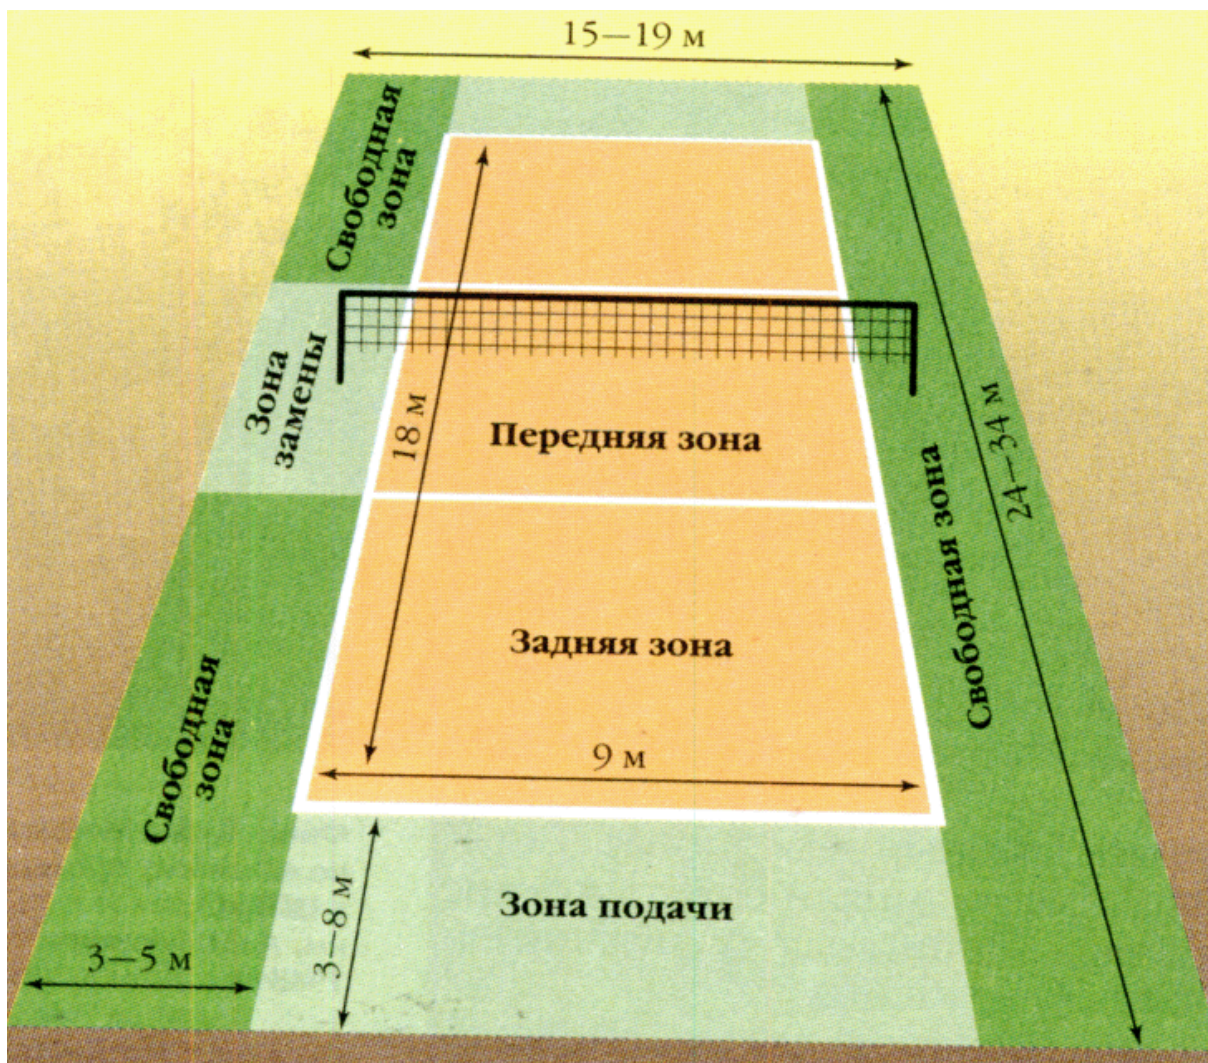 15—19 м
Свободная
зона
Зона
замены
18 м
Передняя зона
24—34 м
Свободная зона
Задняя зона
Свободная
зона
9 м
Зона подачи
3—8 м
3—5 м